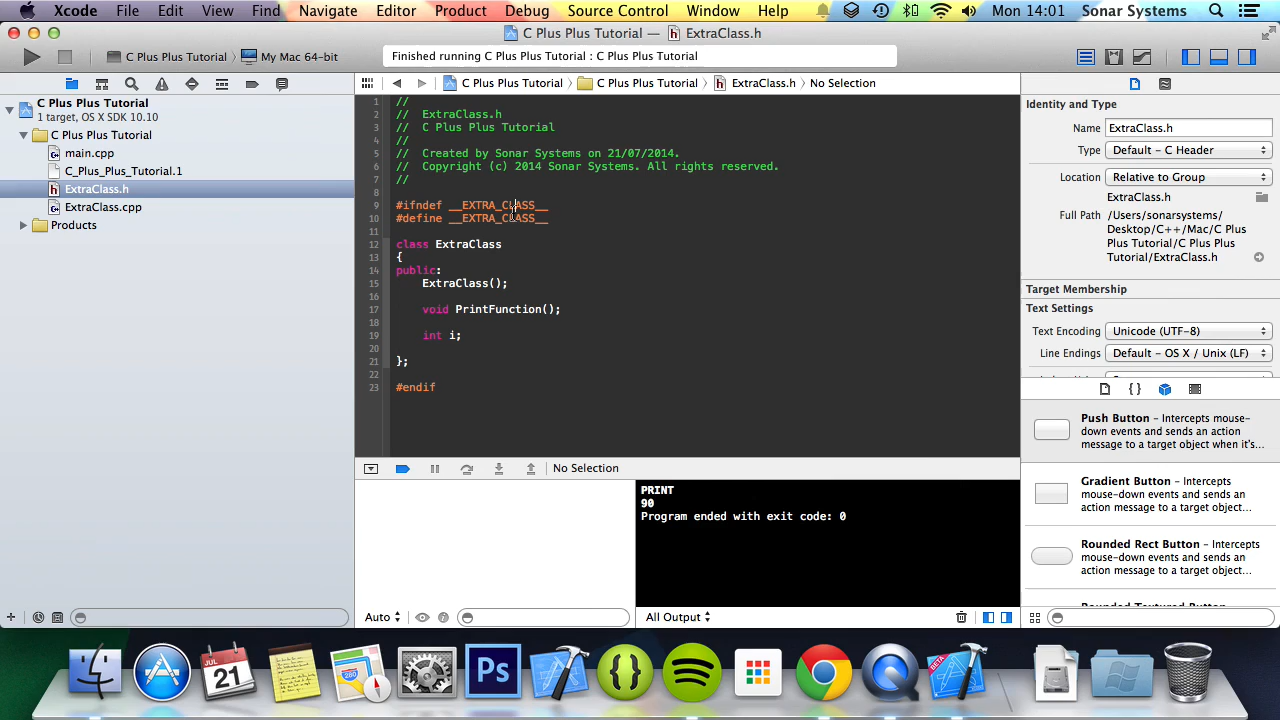 Xcode File Edit View Find Navigate Editor Product Debug Source Control Window Help Mon 14:01 Sonar Systems
C Plus Plus Tutorial — ExtraClass.h
C Plus Plus Tutorial My Mac 64-bit
Finished running C Plus Plus Tutorial : C Plus Plus Tutorial
C Plus Plus Tutorial
1 target, OS X SDK 10.10
C Plus Plus Tutorial
main.cpp
C_Plus_Plus_Tutorial.1
ExtraClass.h
ExtraClass.cpp
Products
C Plus Plus Tutorial C Plus Plus Tutorial ExtraClass.h No Selection
1 //
2 // ExtraClass.h
3 // C Plus Plus Tutorial
4 //
5 // Created by Sonar Systems on 21/07/2014.
6 // Copyright (c) 2014 Sonar Systems. All rights reserved.
7 //
8
9 #ifndef __EXTRA_CLASS__
10 #define __EXTRA_CLASS__
11
12 class ExtraClass
13 {
14 public:
15 ExtraClass();
16
17 void PrintFunction();
18
19 int i;
20
21 };
22
23 #endif
No Selection
PRINT
90
Program ended with exit code: 0
Auto
All Output
Identity and Type
Name ExtraClass.h
Type Default - C Header
Location Relative to Group
ExtraClass.h
Full Path /Users/sonarsystems/
Desktop/C++/Mac/C Plus
Plus Tutorial/C Plus Plus
Tutorial/ExtraClass.h
Target Membership
Text Settings
Text Encoding Unicode (UTF-8)
Line Endings Default - OS X / Unix (LF)
Push Button - Intercepts mouse-
down events and sends an action
message to a target object when it's...
Gradient Button - Intercepts
mouse-down events and sends an
action message to a target object...
Rounded Rect Button - Intercepts
mouse-down events and sends an
action message to a target object...
Rounded Textured Button
JUL
21
280
Ps
BETA